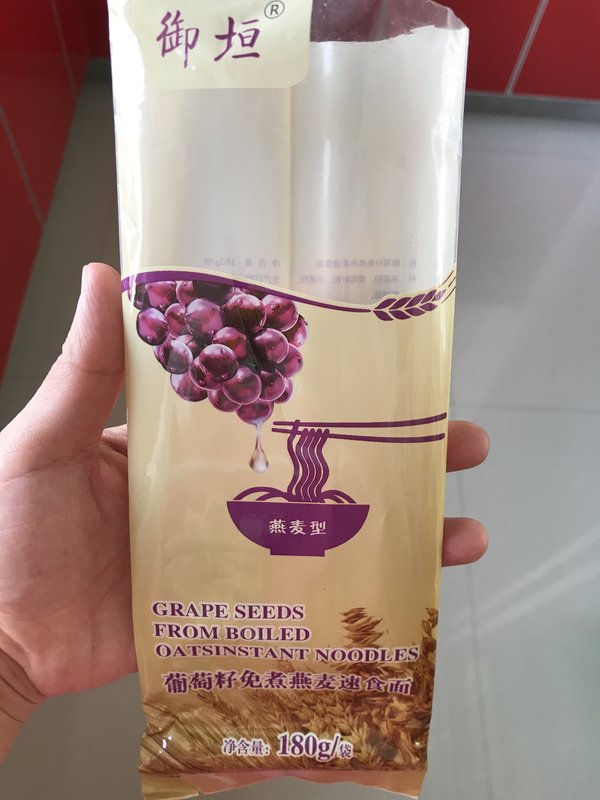 御垣®
燕麦型
GRAPE SEEDS
FROM BOILED
OATSINSTANT NOODLES
葡萄籽免煮燕麦速食面
净含量：180g/袋